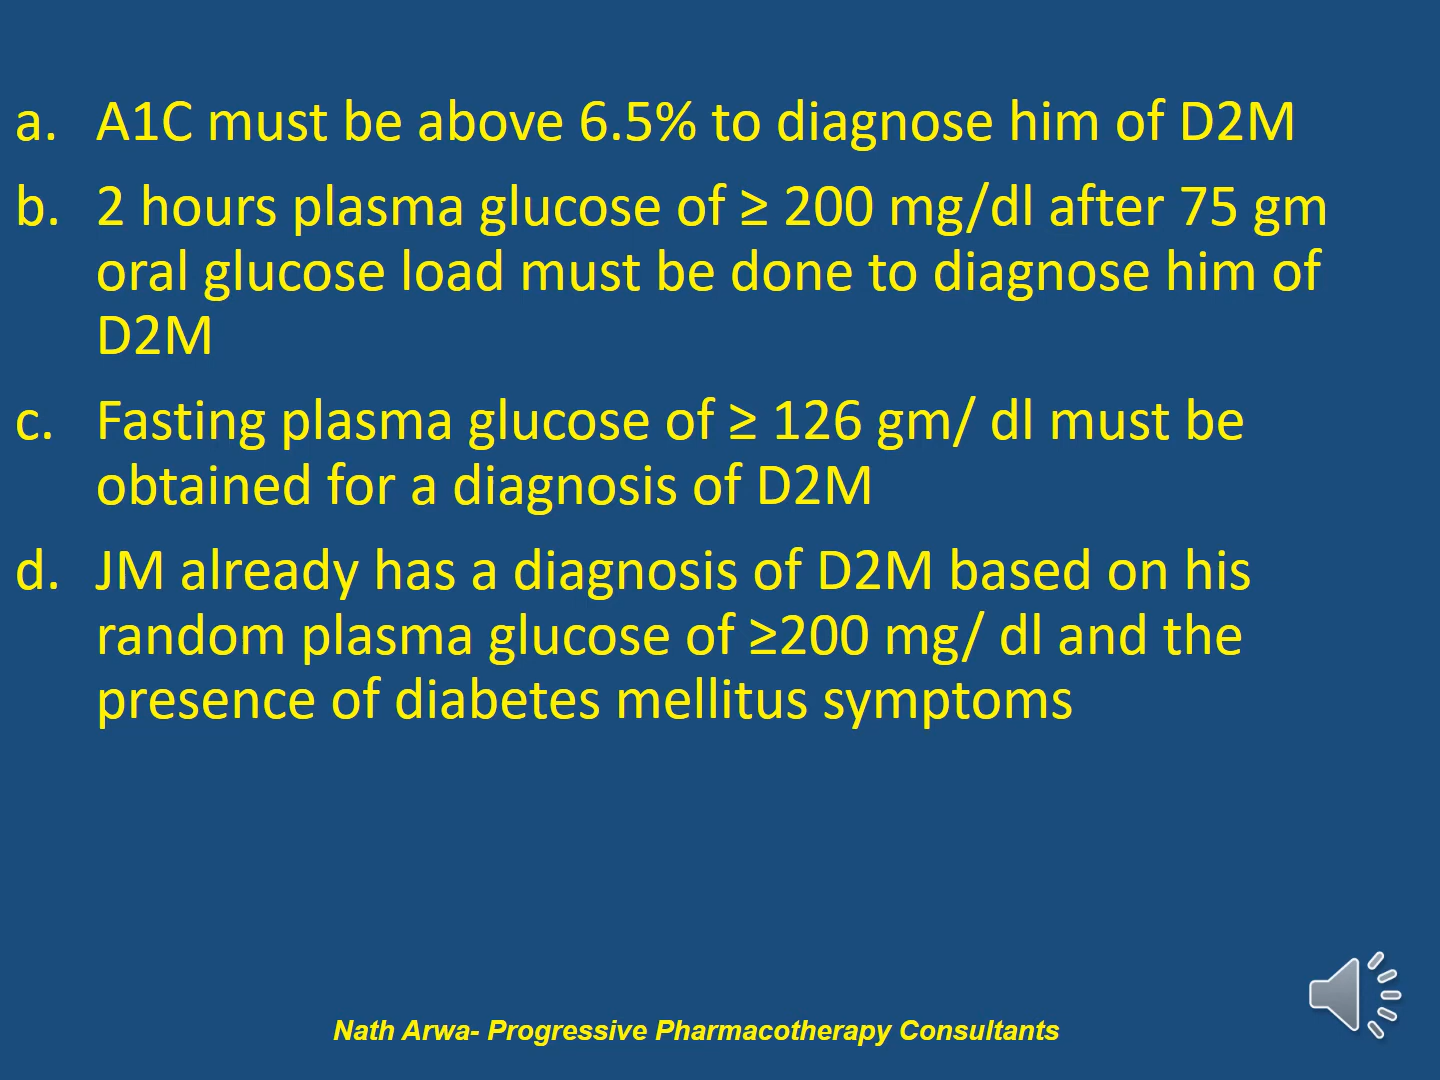 a. A1C must be above 6.5% to diagnose him of D2M
b. 2 hours plasma glucose of ≥ 200 mg/dl after 75 gm
oral glucose load must be done to diagnose him of
D2M
c. Fasting plasma glucose of ≥ 126 gm/ dl must be
obtained for a diagnosis of D2M
d. JM already has a diagnosis of D2M based on his
random plasma glucose of ≥200 mg/ dl and the
presence of diabetes mellitus symptoms
Nath Arwa- Progressive Pharmacotherapy Consultants